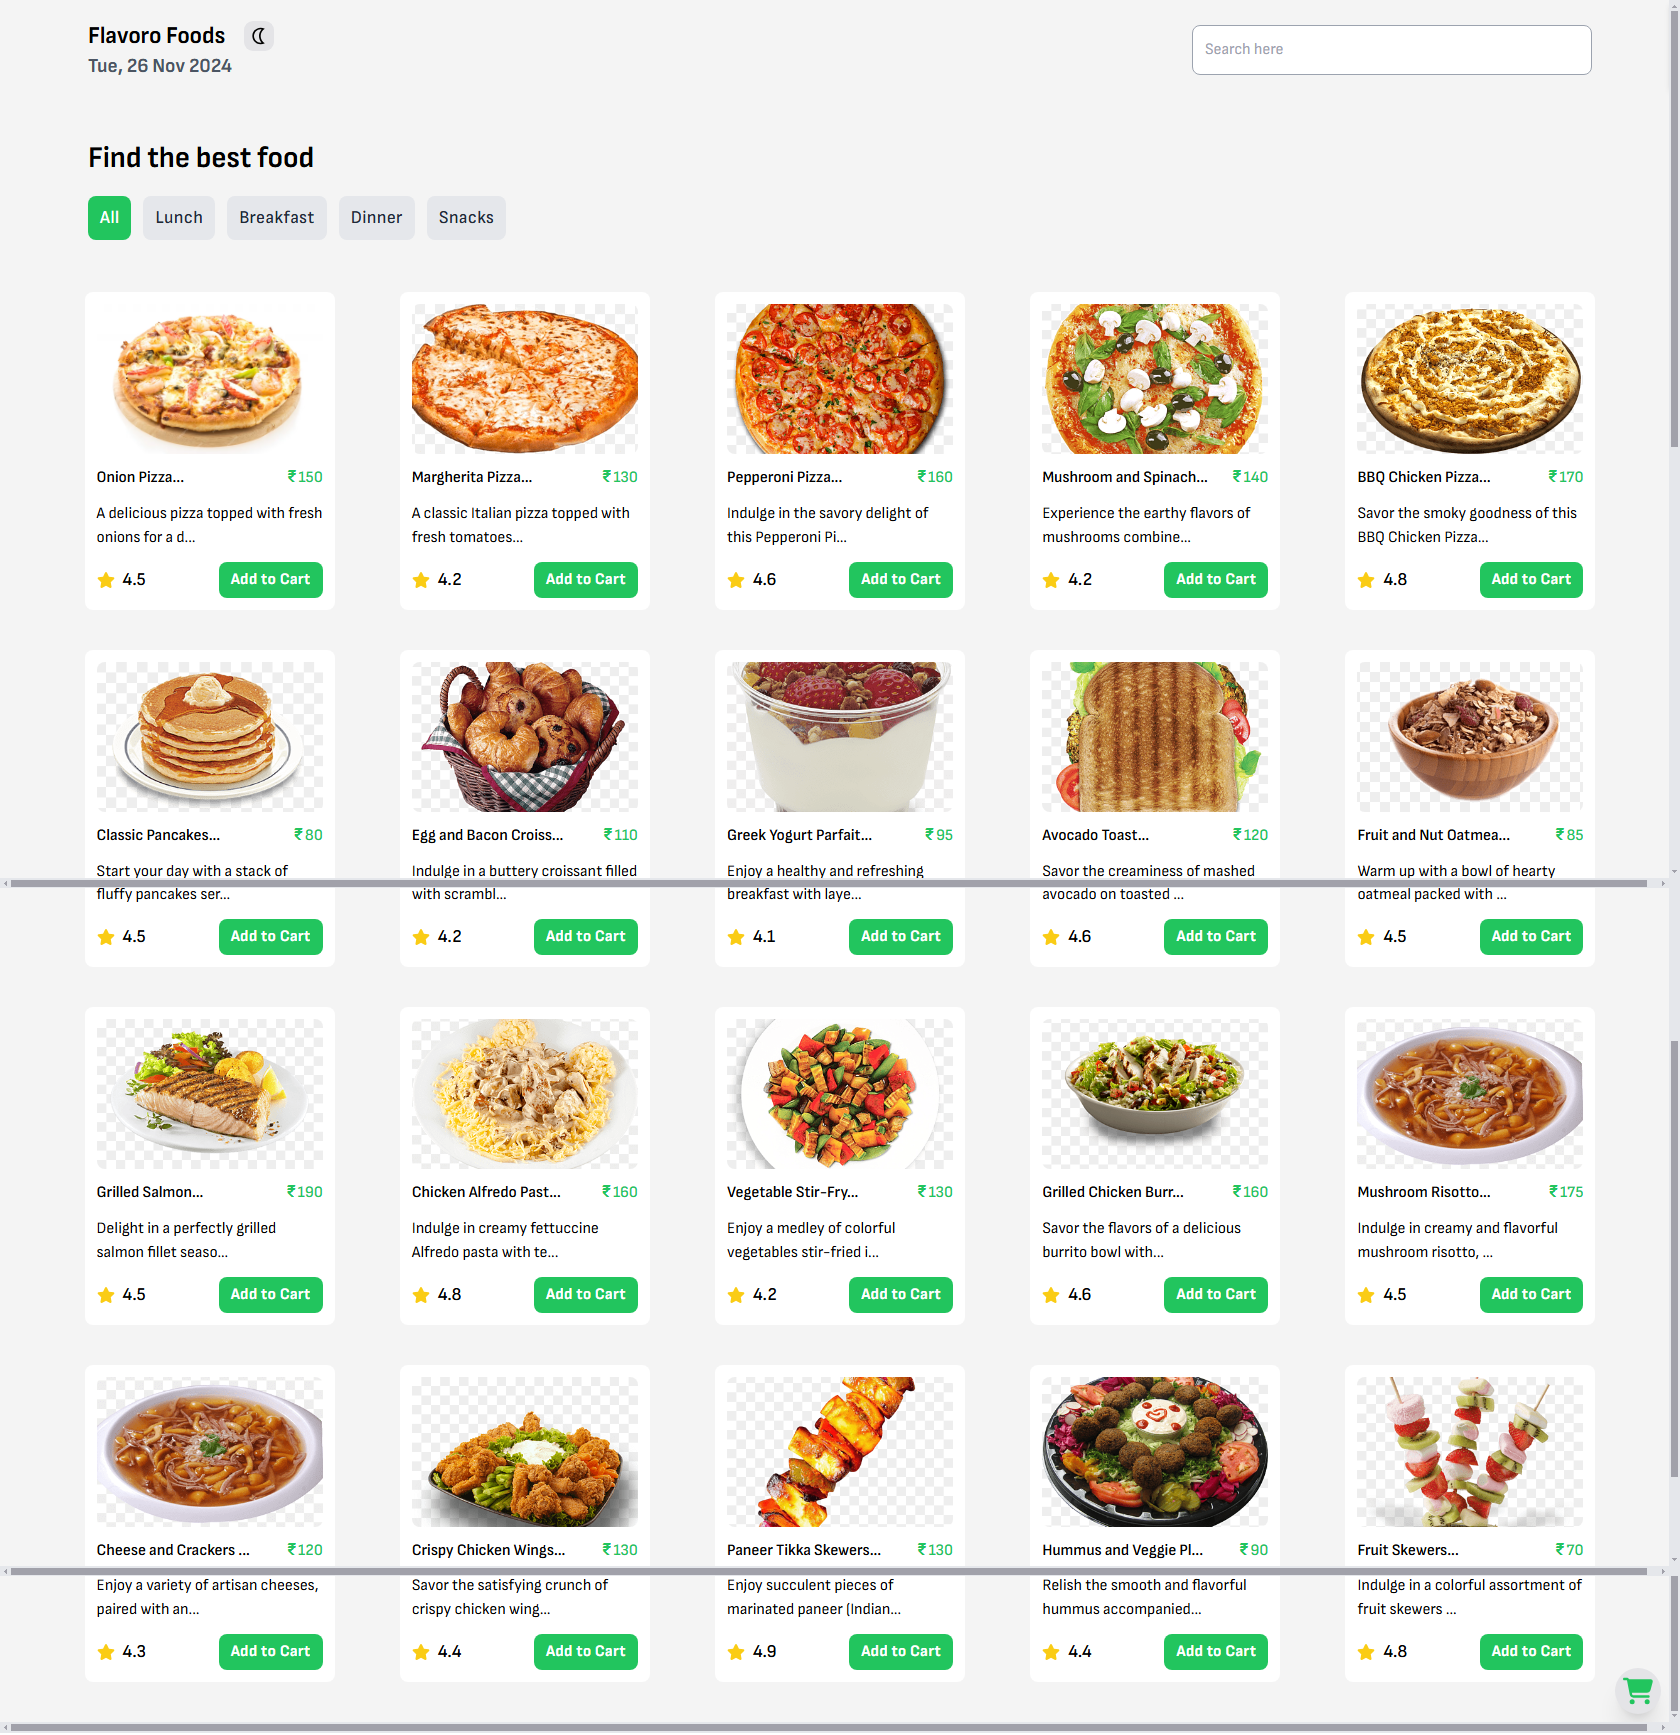 Flavoro Foods
Tue, 26 Nov 2024
Search here
Find the best food
All Lunch Breakfast Dinner Snacks
Onion Pizza... ₹150
A delicious pizza topped with fresh
onions for a d...
4.5 Add to Cart
Margherita Pizza... ₹130
A classic Italian pizza topped with
fresh tomatoes...
4.2 Add to Cart
Pepperoni Pizza... ₹160
Indulge in the savory delight of
this Pepperoni Pi...
4.6 Add to Cart
Mushroom and Spinach... ₹140
Experience the earthy flavors of
mushrooms combine...
4.2 Add to Cart
BBQ Chicken Pizza... ₹170
Savor the smoky goodness of this
BBQ Chicken Pizza...
4.8 Add to Cart
Classic Pancakes... ₹80
Start your day with a stack of
fluffy pancakes ser...
4.5 Add to Cart
Egg and Bacon Croiss... ₹110
Indulge in a buttery croissant filled
with scrambl...
4.2 Add to Cart
Greek Yogurt Parfait... ₹95
Enjoy a healthy and refreshing
breakfast with laye...
4.1 Add to Cart
Avocado Toast... ₹120
Savor the creaminess of mashed
avocado on toasted ...
4.6 Add to Cart
Fruit and Nut Oatmea... ₹85
Warm up with a bowl of hearty
oatmeal packed with ...
4.5 Add to Cart
Grilled Salmon... ₹190
Delight in a perfectly grilled
salmon fillet seaso...
4.5 Add to Cart
Chicken Alfredo Past... ₹160
Indulge in creamy fettuccine
Alfredo pasta with te...
4.8 Add to Cart
Vegetable Stir-Fry... ₹130
Enjoy a medley of colorful
vegetables stir-fried i...
4.2 Add to Cart
Grilled Chicken Burr... ₹160
Savor the flavors of a delicious
burrito bowl with...
4.6 Add to Cart
Mushroom Risotto... ₹175
Indulge in creamy and flavorful
mushroom risotto, ...
4.5 Add to Cart
Cheese and Crackers ... ₹120
Enjoy a variety of artisan cheeses,
paired with an...
4.3 Add to Cart
Crispy Chicken Wings... ₹130
Savor the satisfying crunch of
crispy chicken wing...
4.4 Add to Cart
Paneer Tikka Skewers... ₹130
Enjoy succulent pieces of
marinated paneer (Indian...
4.9 Add to Cart
Hummus and Veggie Pl... ₹90
Relish the smooth and flavorful
hummus accompanied...
4.4 Add to Cart
Fruit Skewers... ₹70
Indulge in a colorful assortment of
fruit skewers ...
4.8 Add to Cart